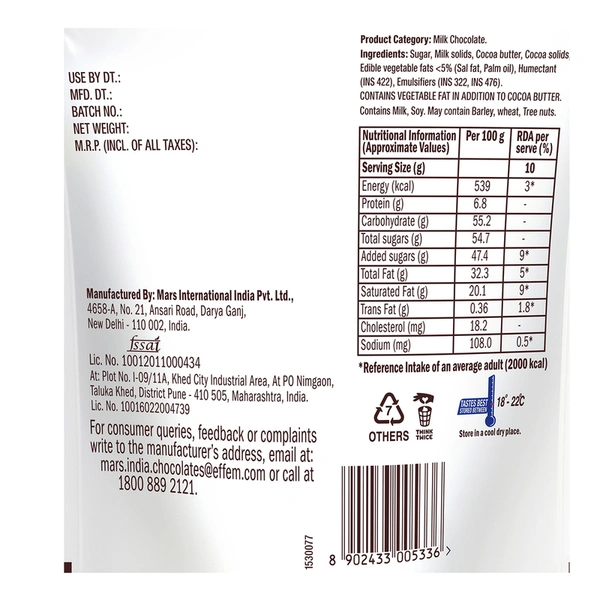 USE BY DT.:
MFD. DT.:
BATCH NO.:
NET WEIGHT:
M.R.P. (INCL. OF ALL TAXES):
Manufactured By: Mars International India Pvt. Ltd.,
4658-A, No. 21, Ansari Road, Darya Ganj,
New Delhi - 110 002, India.
fssai
Lic. No. 10012011000434
At: Plot No. I-09/11A, Khed City Industrial Area, At PO Nimgaon,
Taluka Khed, District Pune - 410 505, Maharashtra, India.
Lic. No. 10016022004739
For consumer queries, feedback or complaints
write to the manufacturer's address, email at:
mars.india.chocolates@effem.com or call at
1800 889 2121.
Product Category: Milk Chocolate.
Ingredients: Sugar, Milk solids, Cocoa butter, Cocoa solids
Edible vegetable fats <5% (Sal fat, Palm oil), Humectant
(INS 422), Emulsifiers (INS 322, INS 476).
CONTAINS VEGETABLE FAT IN ADDITION TO COCOA BUTTER.
Contains Milk, Soy. May contain Barley, wheat, Tree nuts.
Nutritional Information (Approximate Values) Per 100 g RDA per serve (%)
Serving Size (g) 10
Energy (kcal) 539 3*
Protein (g) 6.8 -
Carbohydrate (g) 55.2 -
Total sugars (g) 54.7 -
Added sugars (g) 47.4 9*
Total Fat (g) 32.3 5*
Saturated Fat (g) 20.1 9*
Trans Fat (g) 0.36 1.8*
Cholesterol (mg) 18.2 -
Sodium (mg) 108.0 0.5*
*Reference Intake of an average adult (2000 kcal)
7
OTHERS
THINK
TWICE
TASTES BEST
STORED BETWEEN
18°- 22°C
Store in a cool dry place.
1530077
8 902433 005336 >